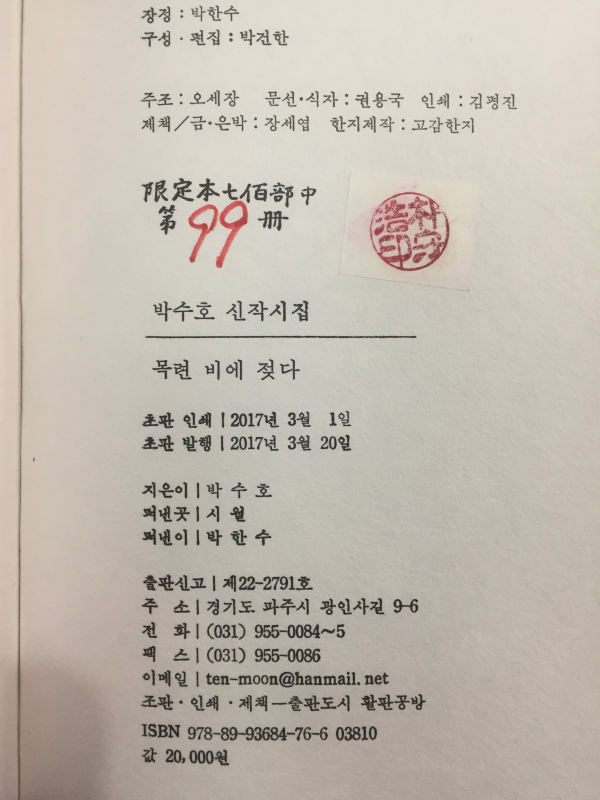 장정 : 박한수
구성 · 편집 : 박건한
주조 : 오세장 문선·식자 : 권용국 인쇄 : 김평진
제책／금·은박 : 장세엽 한지제작 : 고감한지
限定本七佰部中
第 99 册
朴守浩印
박수호 신작시집
목련 비에 젖다
초판 인쇄 | 2017년 3월 1일
초판 발행 | 2017년 3월 20일
지은이 | 박 수 호
펴낸곳 | 시 월
펴낸이 | 박 한 수
출판신고 | 제22-2791호
주 소 | 경기도 파주시 광인사길 9-6
전 화 | (031) 955-0084~5
팩 스 | (031) 955-0086
이메일 | ten-moon@hanmail.net
조판 · 인쇄 · 제책 — 출판도시 활판공방
ISBN 978-89-93684-76-6 03810
값 20,000원